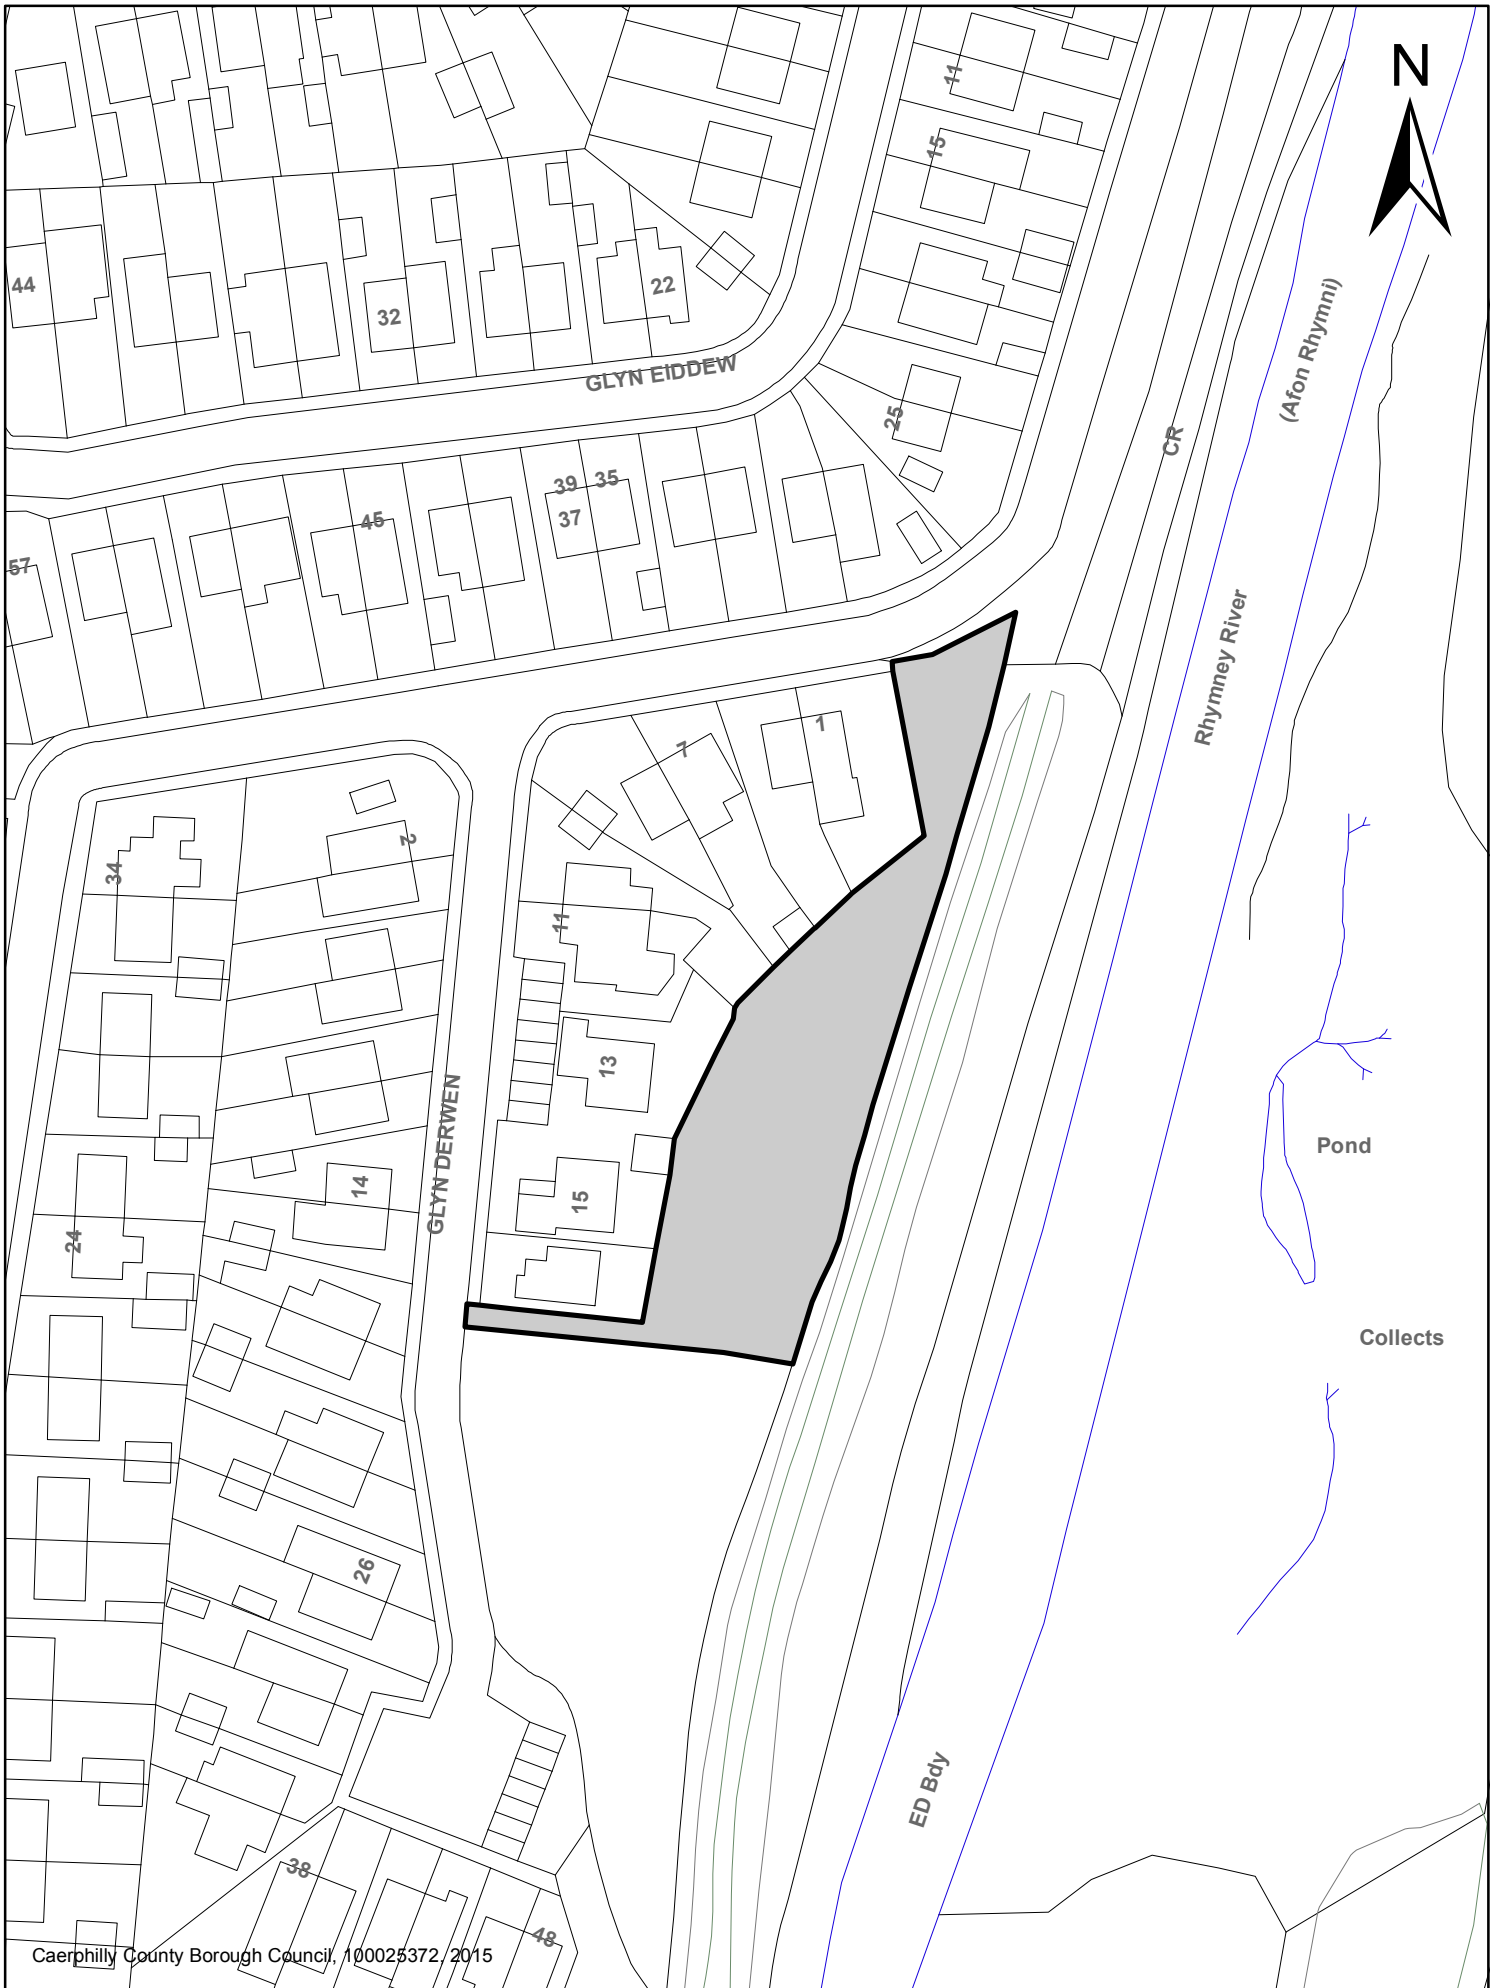 N
11
15
44
22
32
(Afon Rhymni)
GLYN EIDDEW
25
CR
39
35
37
45
57
Rhymney River
1
7
2
34
11
13
GLYN DERWEN
Pond
14
15
24
Collects
26
ED Bdy
38
48
Caerphilly County Borough Council, 100025372, 2015